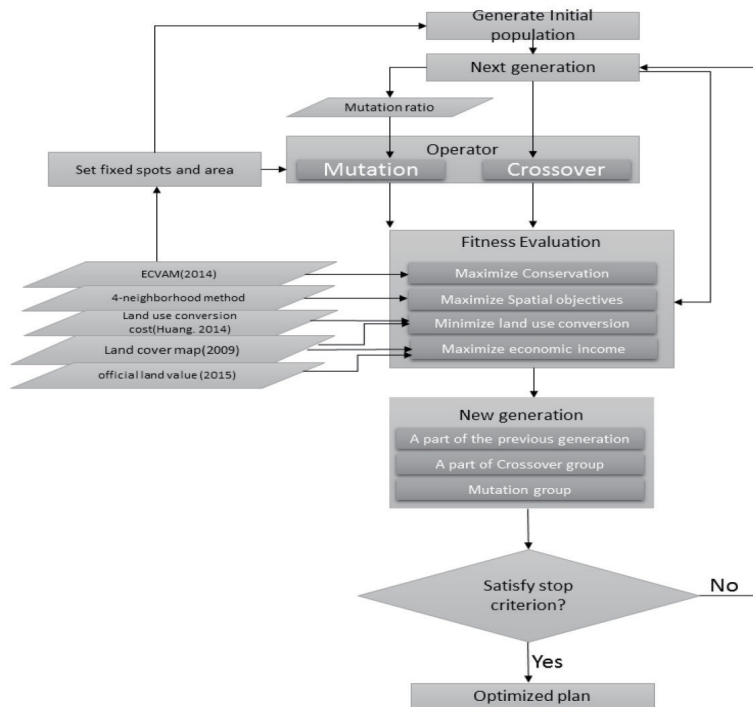 Generate Initial
population
Next generation
Mutation ratio
Operator
Set fixed spots and area
Mutation
Crossover
Fitness Evaluation
ECVAM(2014)
Maximize Conservation
4-neighborhood method
Maximize Spatial objectives
Land use conversion
cost(Huang. 2014)
Minimize land use conversion
Land cover map(2009)
Maximize economic income
official land value (2015)
New generation
A part of the previous generation
A part of Crossover group
Mutation group
Satisfy stop
criterion?
No
Yes
Optimized plan